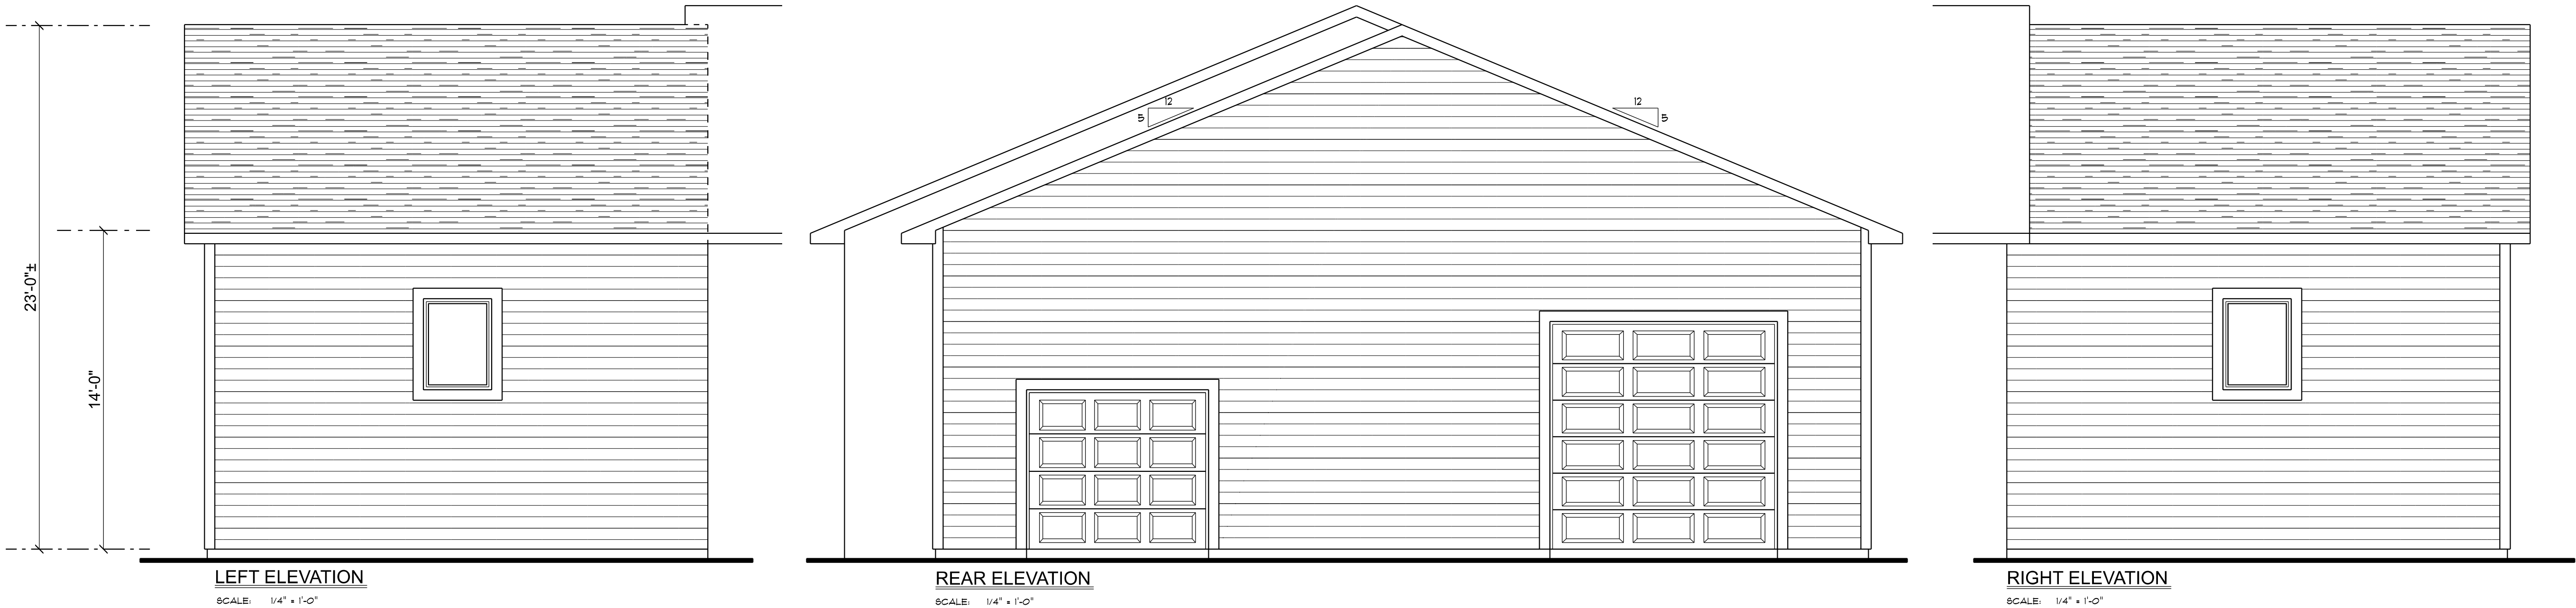 23'-0"±
14'-0"
LEFT ELEVATION
SCALE: 1/4" = 1'-0"
12
5
12
5
REAR ELEVATION
SCALE: 1/4" = 1'-0"
RIGHT ELEVATION
SCALE: 1/4" = 1'-0"